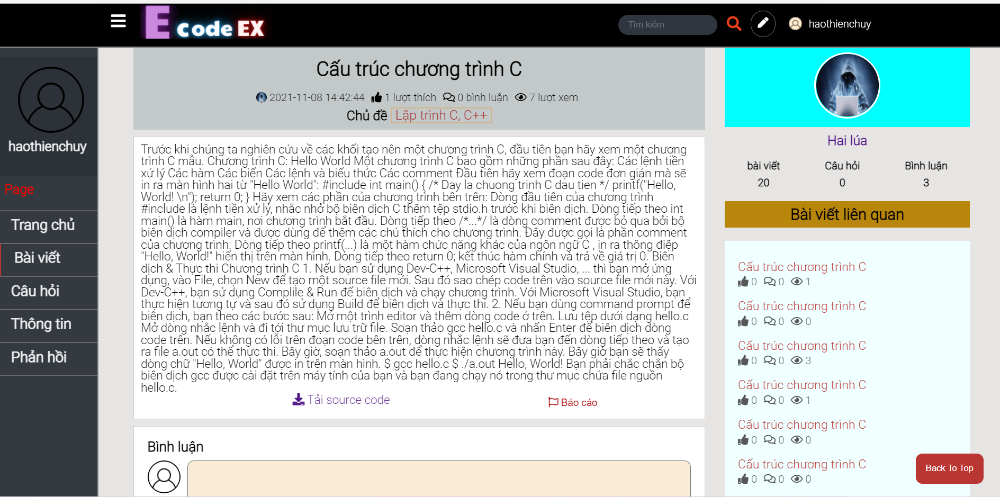 E code EX
Tìm kiếm
haothienchuy
haothienchuy
Page
Trang chủ
Bài viết
Câu hỏi
Thông tin
Phản hồi
Cấu trúc chương trình C
2021-11-08 14:42:44 1 lượt thích 0 bình luận 7 lượt xem
Chủ đề Lập trình C, C++
Trước khi chúng ta nghiên cứu về các khối tạo nên một chương trình C, đầu tiên bạn hãy xem một chương
trình C mẫu. Chương trình C: Hello World Một chương trình C bao gồm những phần sau đây: Các lệnh tiền
xử lý Các hàm Các biến Các lệnh và biểu thức Các comment Đầu tiên hãy xem đoạn code đơn giản mà sẽ
in ra màn hình hai từ "Hello World": #include int main() { /* Day la chuong trinh C dau tien */ printf("Hello,
World! \n"); return 0; } Hãy xem các phần của chương trình bên trên: Dòng đầu tiên của chương trình
#include là lệnh tiền xử lý, nhắc nhở bộ biên dịch C thêm tệp stdio.h trước khi biên dịch. Dòng tiếp theo int
main() là hàm main, nơi chương trình bắt đầu. Dòng tiếp theo /*...*/ là dòng comment được bỏ qua bởi bộ
biên dịch compiler và được dùng để thêm các chú thích cho chương trình. Đây được gọi là phần comment
của chương trình. Dòng tiếp theo printf(...) là một hàm chức năng khác của ngôn ngữ C , in ra thông điệp
"Hello, World!" hiển thị trên màn hình. Dòng tiếp theo return 0; kết thúc hàm chính và trả về giá trị 0. Biên
dịch & Thực thi Chương trình C 1. Nếu bạn sử dụng Dev-C++, Microsoft Visual Studio, ... thì bạn mở ứng
dụng, vào File, chọn New để tạo một source file mới. Sau đó sao chép code trên vào source file mới này. Với
Dev-C++, bạn sử dụng Complile & Run để biên dịch và chạy chương trình. Với Microsoft Visual Studio, bạn
thực hiện tương tự và sau đó sử dụng Build để biên dịch và thực thi. 2. Nếu bạn dùng command prompt để
biên dịch, bạn theo các bước sau: Mở một trình editor và thêm dòng code ở trên. Lưu tệp dưới dạng hello.c
Mở dòng nhắc lệnh và đi tới thư mục lưu trữ file. Soạn thảo gcc hello.c và nhấn Enter để biên dịch dòng
code trên. Nếu không có lỗi trên đoạn code bên trên, dòng nhắc lệnh sẽ đưa bạn đến dòng tiếp theo và tạo
ra file a.out có thể thực thi. Bây giờ, soạn thảo a.out để thực hiện chương trình này. Bây giờ bạn sẽ thấy
dòng chữ "Hello, World" được in trên màn hình. $ gcc hello.c $ ./a.out Hello, World! Bạn phải chắc chắn bộ
biên dịch gcc được cài đặt trên máy tính của bạn và bạn đang chạy nó trong thư mục chứa file nguồn
hello.c.
Tải source code
Báo cáo
Bình luận
Hai lúa
bài viết Câu hỏi Bình luận
20 0 3
Bài viết liên quan
Cấu trúc chương trình C
0 0 1
Cấu trúc chương trình C
0 0 0
Cấu trúc chương trình C
0 0 3
Cấu trúc chương trình C
0 0 1
Cấu trúc chương trình C
0 0 0
Cấu trúc chương trình C
0 0 0
Back To Top